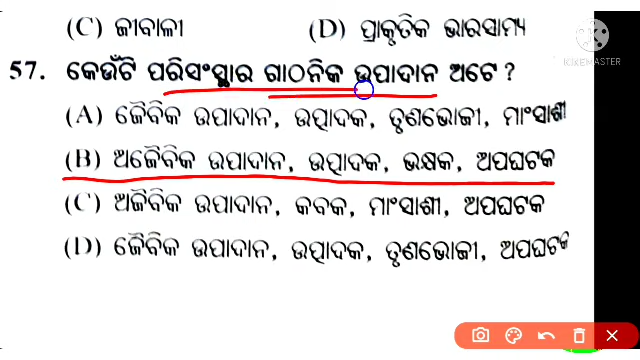 (C) ଜୀବାଳୀ (D) ପ୍ରାକୃତିକ ଭାରସାମ୍ୟ
57. କେଉଁଟି ପରିସଂସ୍ଥାର ଗାଠନିକ ଉପାଦାନ ଅଟେ ?
(A) ଜୈବିକ ଉପାଦାନ, ଉତ୍ପାଦକ, ତୃଣଭୋଜୀ, ମାଂସାଶୀ
(B) ଅଜୈବିକ ଉପାଦାନ, ଉତ୍ପାଦକ, ଭକ୍ଷକ, ଅପଘଟକ
(C) ଅଜୈବିକ ଉପାଦାନ, କବକ, ମାଂସାଶୀ, ଅପଘଟକ
(D) ଜୈବିକ ଉପାଦାନ, ଉତ୍ପାଦକ, ତୃଣଭୋଜୀ, ଅପଘଟକ
KINEMASTER